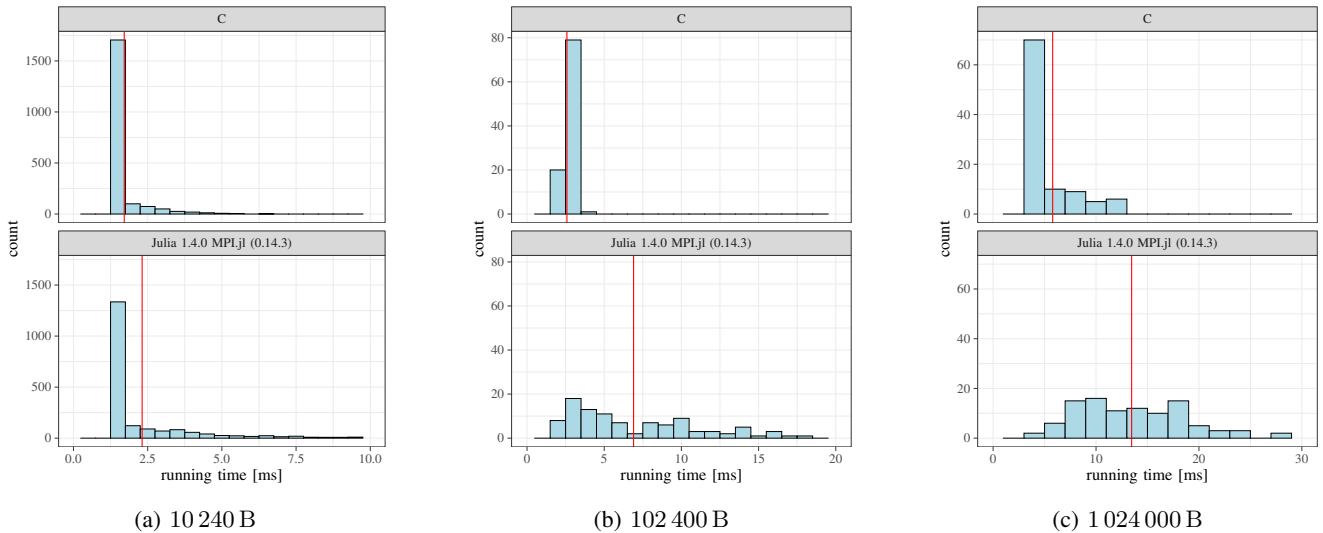 C
1500
1000
500
0
Julia 1.4.0 MPI.jl (0.14.3)
1500
1000
500
0
0.0 2.5 5.0 7.5 10.0
running time [ms]
count
(a) 10 240 B
C
80
60
40
20
0
Julia 1.4.0 MPI.jl (0.14.3)
80
60
40
20
0
0 5 10 15 20
running time [ms]
count
(b) 102 400 B
C
60
40
20
0
Julia 1.4.0 MPI.jl (0.14.3)
60
40
20
0
0 10 20 30
running time [ms]
count
(c) 1 024 000 B